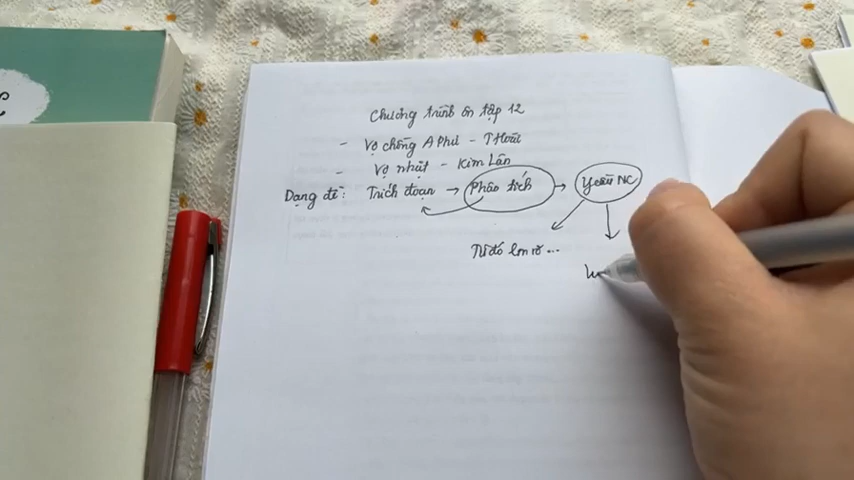 Chương trình ôn tập 12
- Vợ chồng A Phủ - T Hoài
- Vợ nhặt - Kim Lân
Dạng đề: Trích đoạn → Phân tích → Yêu cầu NC
Từ đó làm rõ ...